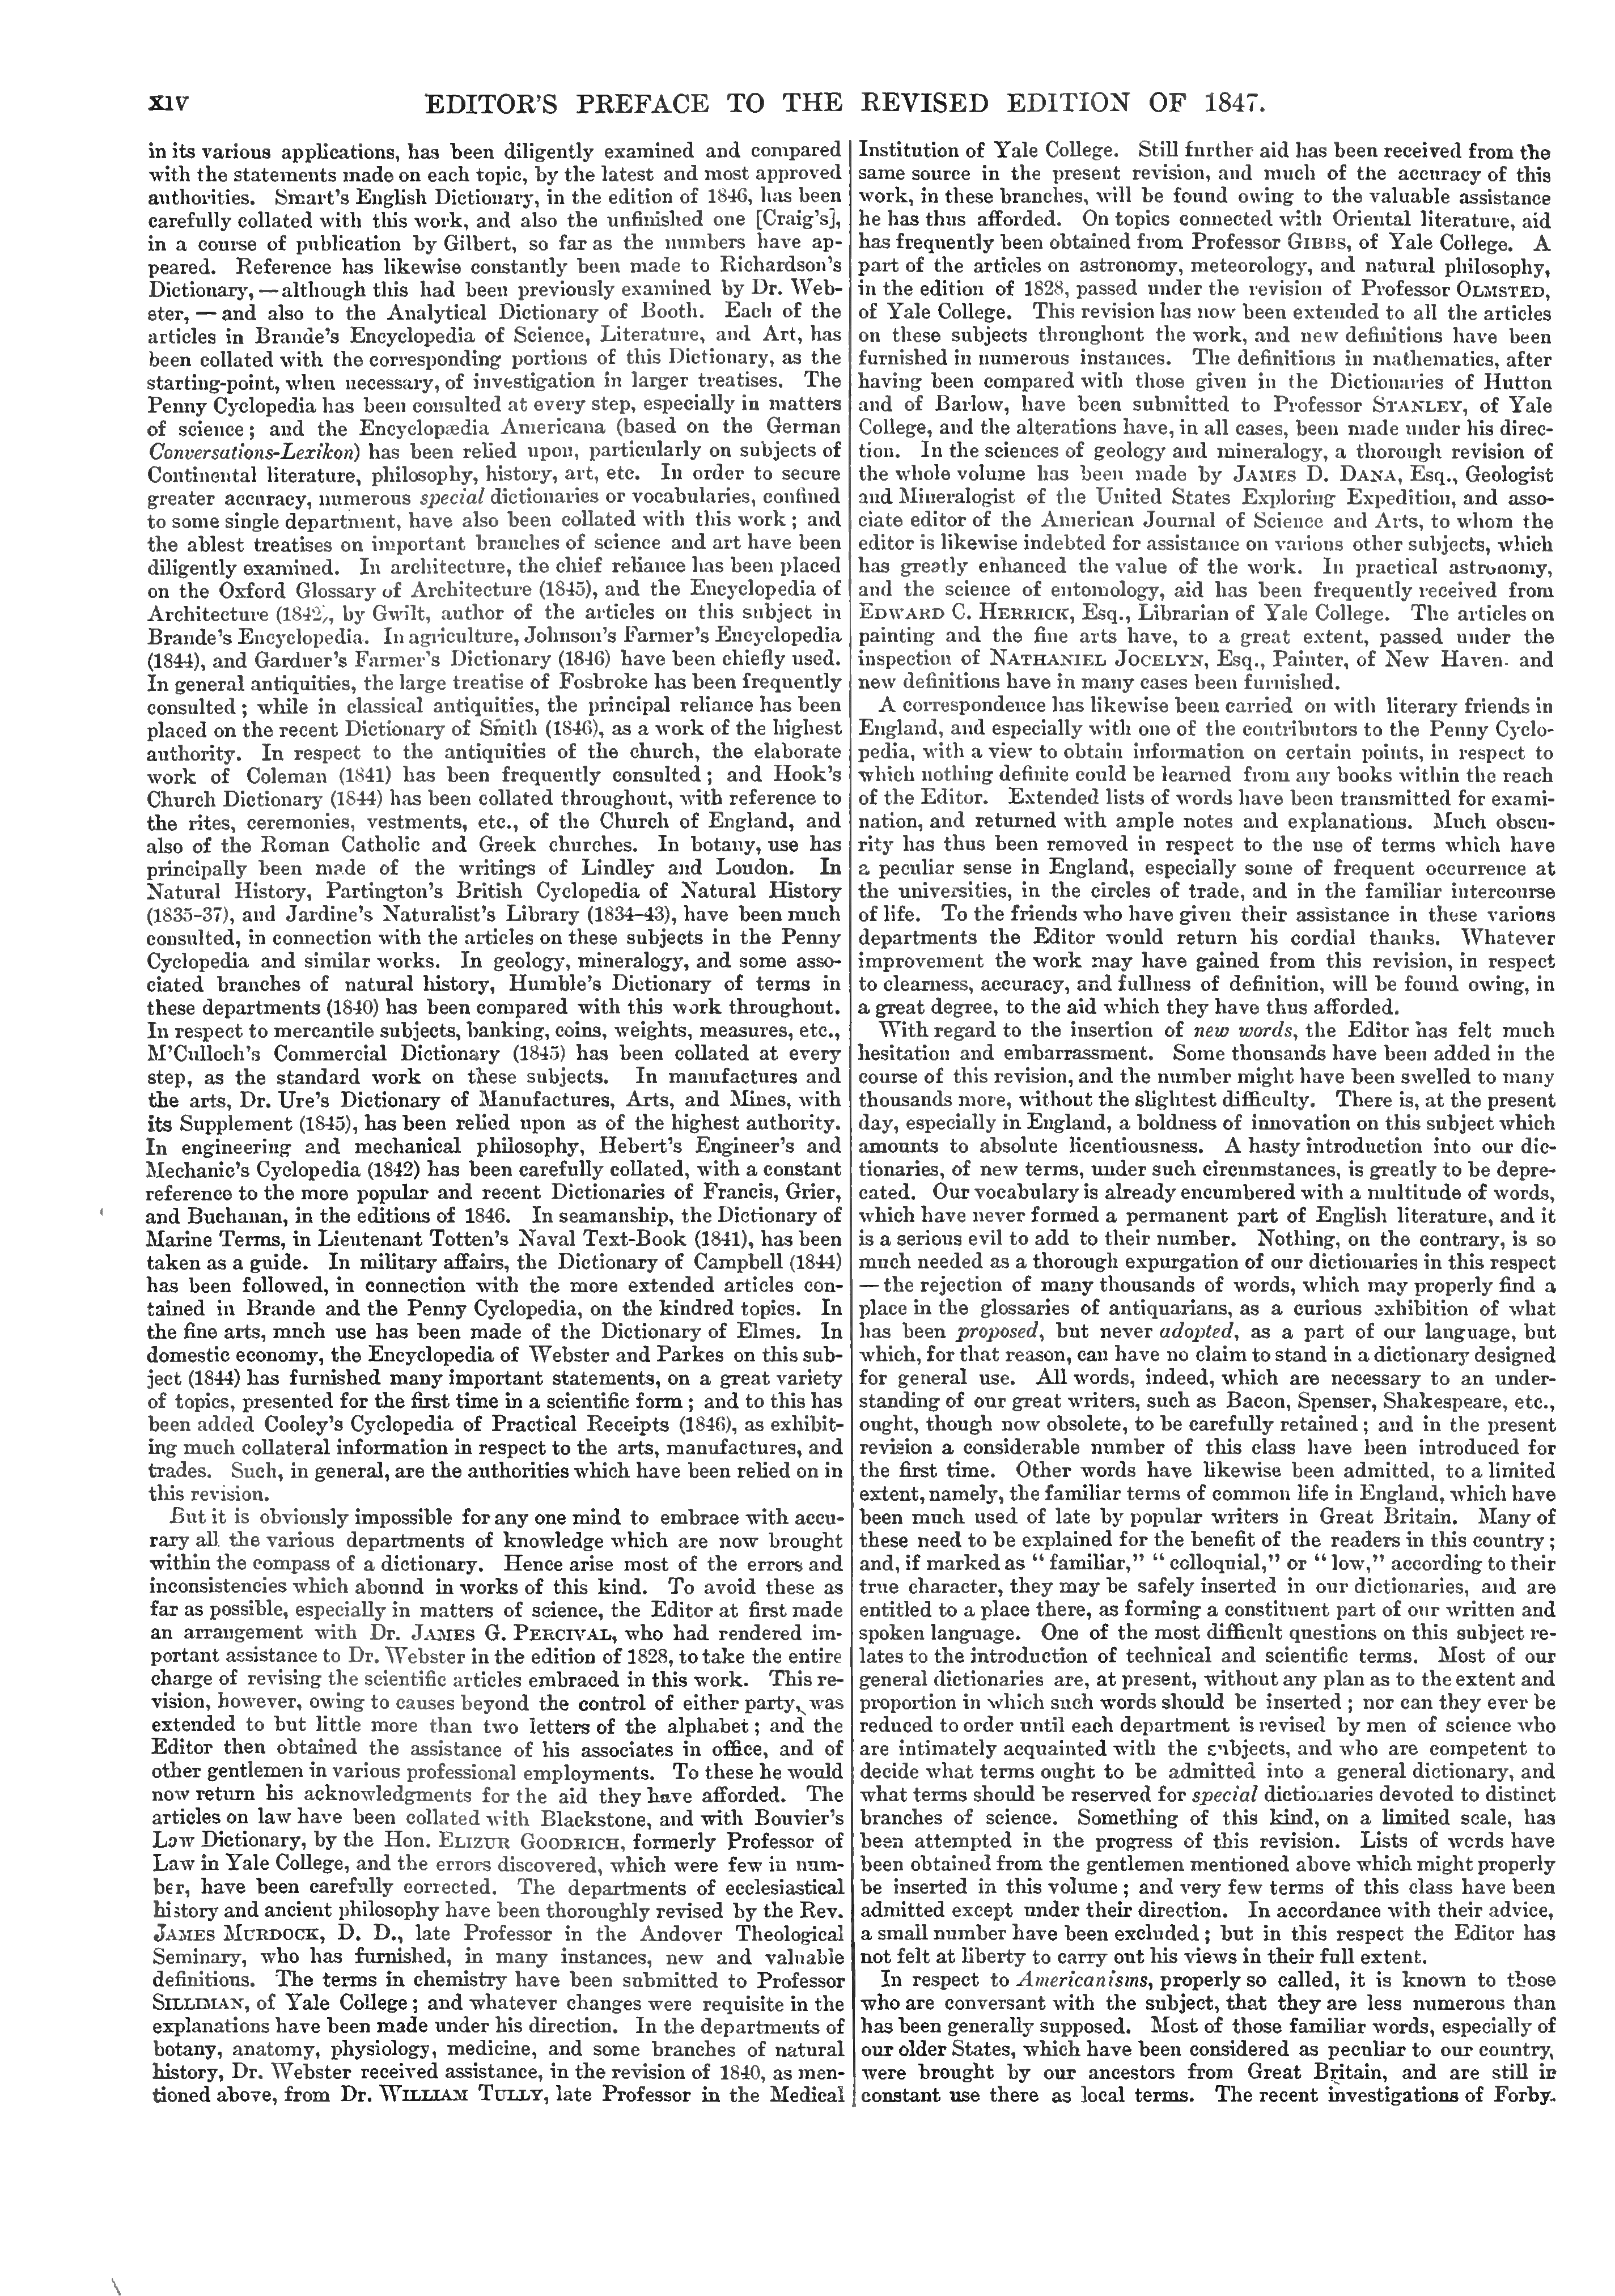 xiv
EDITOR'S PREFACE TO THE REVISED EDITION OF 1847.
in its various applications, has been diligently examined and compared
with the statements made on each topic, by the latest and most approved
authorities. Smart's English Dictionary, in the edition of 1846, has been
carefully collated with this work, and also the unfinished one [Craig's],
in a course of publication by Gilbert, so far as the numbers have ap-
peared. Reference has likewise constantly been made to Richardson's
Dictionary, — although this had been previously examined by Dr. Web-
ster, — and also to the Analytical Dictionary of Booth. Each of the
articles in Brande's Encyclopedia of Science, Literature, and Art, has
been collated with the corresponding portions of this Dictionary, as the
starting-point, when necessary, of investigation in larger treatises. The
Penny Cyclopedia has been consulted at every step, especially in matters
of science; and the Encyclopædia Americana (based on the German
Conversations-Lexikon) has been relied upon, particularly on subjects of
Continental literature, philosophy, history, art, etc. In order to secure
greater accuracy, numerous special dictionaries or vocabularies, confined
to some single department, have also been collated with this work; and
the ablest treatises on important branches of science and art have been
diligently examined. In architecture, the chief reliance has been placed
on the Oxford Glossary of Architecture (1845), and the Encyclopedia of
Architecture (1842), by Gwilt, author of the articles on this subject in
Brande's Encyclopedia. In agriculture, Johnson's Farmer's Encyclopedia
(1844), and Gardner's Farmer's Dictionary (1846) have been chiefly used.
In general antiquities, the large treatise of Fosbroke has been frequently
consulted; while in classical antiquities, the principal reliance has been
placed on the recent Dictionary of Smith (1846), as a work of the highest
authority. In respect to the antiquities of the church, the elaborate
work of Coleman (1841) has been frequently consulted; and Hook's
Church Dictionary (1844) has been collated throughout, with reference to
the rites, ceremonies, vestments, etc., of the Church of England, and
also of the Roman Catholic and Greek churches. In botany, use has
principally been made of the writings of Lindley and Loudon. In
Natural History, Partington's British Cyclopedia of Natural History
(1835–37), and Jardine's Naturalist's Library (1834–43), have been much
consulted, in connection with the articles on these subjects in the Penny
Cyclopedia and similar works. In geology, mineralogy, and some asso-
ciated branches of natural history, Humble's Dictionary of terms in
these departments (1840) has been compared with this work throughout.
In respect to mercantile subjects, banking, coins, weights, measures, etc.,
M'Culloch's Commercial Dictionary (1845) has been collated at every
step, as the standard work on these subjects. In manufactures and
the arts, Dr. Ure's Dictionary of Manufactures, Arts, and Mines, with
its Supplement (1845), has been relied upon as of the highest authority.
In engineering and mechanical philosophy, Hebert's Engineer's and
Mechanic's Cyclopedia (1842) has been carefully collated, with a constant
reference to the more popular and recent Dictionaries of Francis, Grier,
and Buchanan, in the editions of 1846. In seamanship, the Dictionary of
Marine Terms, in Lieutenant Totten's Naval Text-Book (1841), has been
taken as a guide. In military affairs, the Dictionary of Campbell (1844)
has been followed, in connection with the more extended articles con-
tained in Brande and the Penny Cyclopedia, on the kindred topics. In
the fine arts, much use has been made of the Dictionary of Elmes. In
domestic economy, the Encyclopedia of Webster and Parkes on this sub-
ject (1844) has furnished many important statements, on a great variety
of topics, presented for the first time in a scientific form; and to this has
been added Cooley's Cyclopedia of Practical Receipts (1846), as exhibit-
ing much collateral information in respect to the arts, manufactures, and
trades. Such, in general, are the authorities which have been relied on in
this revision.
But it is obviously impossible for any one mind to embrace with accu-
racy all the various departments of knowledge which are now brought
within the compass of a dictionary. Hence arise most of the errors and
inconsistencies which abound in works of this kind. To avoid these as
far as possible, especially in matters of science, the Editor at first made
an arrangement with Dr. JAMES G. PERCIVAL, who had rendered im-
portant assistance to Dr. Webster in the edition of 1828, to take the entire
charge of revising the scientific articles embraced in this work. This re-
vision, however, owing to causes beyond the control of either party, was
extended to but little more than two letters of the alphabet; and the
Editor then obtained the assistance of his associates in office, and of
other gentlemen in various professional employments. To these he would
now return his acknowledgments for the aid they have afforded. The
articles on law have been collated with Blackstone, and with Bouvier's
Law Dictionary, by the Hon. ELIZUR GOODRICH, formerly Professor of
Law in Yale College, and the errors discovered, which were few in num-
ber, have been carefully corrected. The departments of ecclesiastical
history and ancient philosophy have been thoroughly revised by the Rev.
JAMES MURDOCK, D. D., late Professor in the Andover Theological
Seminary, who has furnished, in many instances, new and valuable
definitions. The terms in chemistry have been submitted to Professor
SILLIMAN, of Yale College; and whatever changes were requisite in the
explanations have been made under his direction. In the departments of
botany, anatomy, physiology, medicine, and some branches of natural
history, Dr. Webster received assistance, in the revision of 1840, as men-
tioned above, from Dr. WILLIAM TULLY, late Professor in the Medical
Institution of Yale College. Still further aid has been received from the
same source in the present revision, and much of the accuracy of this
work, in these branches, will be found owing to the valuable assistance
he has thus afforded. On topics connected with Oriental literature, aid
has frequently been obtained from Professor GIBBS, of Yale College. A
part of the articles on astronomy, meteorology, and natural philosophy,
in the edition of 1828, passed under the revision of Professor OLMSTED,
of Yale College. This revision has now been extended to all the articles
on these subjects throughout the work, and new definitions have been
furnished in numerous instances. The definitions in mathematics, after
having been compared with those given in the Dictionaries of Hutton
and of Barlow, have been submitted to Professor STANLEY, of Yale
College, and the alterations have, in all cases, been made under his direc-
tion. In the sciences of geology and mineralogy, a thorough revision of
the whole volume has been made by JAMES D. DANA, Esq., Geologist
and Mineralogist of the United States Exploring Expedition, and asso-
ciate editor of the American Journal of Science and Arts, to whom the
editor is likewise indebted for assistance on various other subjects, which
has greatly enhanced the value of the work. In practical astronomy,
and the science of entomology, aid has been frequently received from
EDWARD C. HERRICK, Esq., Librarian of Yale College. The articles on
painting and the fine arts have, to a great extent, passed under the
inspection of NATHANIEL JOCELYN, Esq., Painter, of New Haven. and
new definitions have in many cases been furnished.
A correspondence has likewise been carried on with literary friends in
England, and especially with one of the contributors to the Penny Cyclo-
pedia, with a view to obtain information on certain points, in respect to
which nothing definite could be learned from any books within the reach
of the Editor. Extended lists of words have been transmitted for exami-
nation, and returned with ample notes and explanations. Much obscu-
rity has thus been removed in respect to the use of terms which have
a peculiar sense in England, especially some of frequent occurrence at
the universities, in the circles of trade, and in the familiar intercourse
of life. To the friends who have given their assistance in these various
departments the Editor would return his cordial thanks. Whatever
improvement the work may have gained from this revision, in respect
to clearness, accuracy, and fullness of definition, will be found owing, in
a great degree, to the aid which they have thus afforded.
With regard to the insertion of new words, the Editor has felt much
hesitation and embarrassment. Some thousands have been added in the
course of this revision, and the number might have been swelled to many
thousands more, without the slightest difficulty. There is, at the present
day, especially in England, a boldness of innovation on this subject which
amounts to absolute licentiousness. A hasty introduction into our dic-
tionaries, of new terms, under such circumstances, is greatly to be depre-
cated. Our vocabulary is already encumbered with a multitude of words,
which have never formed a permanent part of English literature, and it
is a serious evil to add to their number. Nothing, on the contrary, is so
much needed as a thorough expurgation of our dictionaries in this respect
— the rejection of many thousands of words, which may properly find a
place in the glossaries of antiquarians, as a curious exhibition of what
has been proposed, but never adopted, as a part of our language, but
which, for that reason, can have no claim to stand in a dictionary designed
for general use. All words, indeed, which are necessary to an under-
standing of our great writers, such as Bacon, Spenser, Shakespeare, etc.,
ought, though now obsolete, to be carefully retained; and in the present
revision a considerable number of this class have been introduced for
the first time. Other words have likewise been admitted, to a limited
extent, namely, the familiar terms of common life in England, which have
been much used of late by popular writers in Great Britain. Many of
these need to be explained for the benefit of the readers in this country;
and, if marked as "familiar," "colloquial," or "low," according to their
true character, they may be safely inserted in our dictionaries, and are
entitled to a place there, as forming a constituent part of our written and
spoken language. One of the most difficult questions on this subject re-
lates to the introduction of technical and scientific terms. Most of our
general dictionaries are, at present, without any plan as to the extent and
proportion in which such words should be inserted; nor can they ever be
reduced to order until each department is revised by men of science who
are intimately acquainted with the subjects, and who are competent to
decide what terms ought to be admitted into a general dictionary, and
what terms should be reserved for special dictionaries devoted to distinct
branches of science. Something of this kind, on a limited scale, has
been attempted in the progress of this revision. Lists of words have
been obtained from the gentlemen mentioned above which might properly
be inserted in this volume; and very few terms of this class have been
admitted except under their direction. In accordance with their advice,
a small number have been excluded; but in this respect the Editor has
not felt at liberty to carry out his views in their full extent.
In respect to Americanisms, properly so called, it is known to those
who are conversant with the subject, that they are less numerous than
has been generally supposed. Most of those familiar words, especially of
our older States, which have been considered as peculiar to our country,
were brought by our ancestors from Great Britain, and are still in
constant use there as local terms. The recent investigations of Forby.